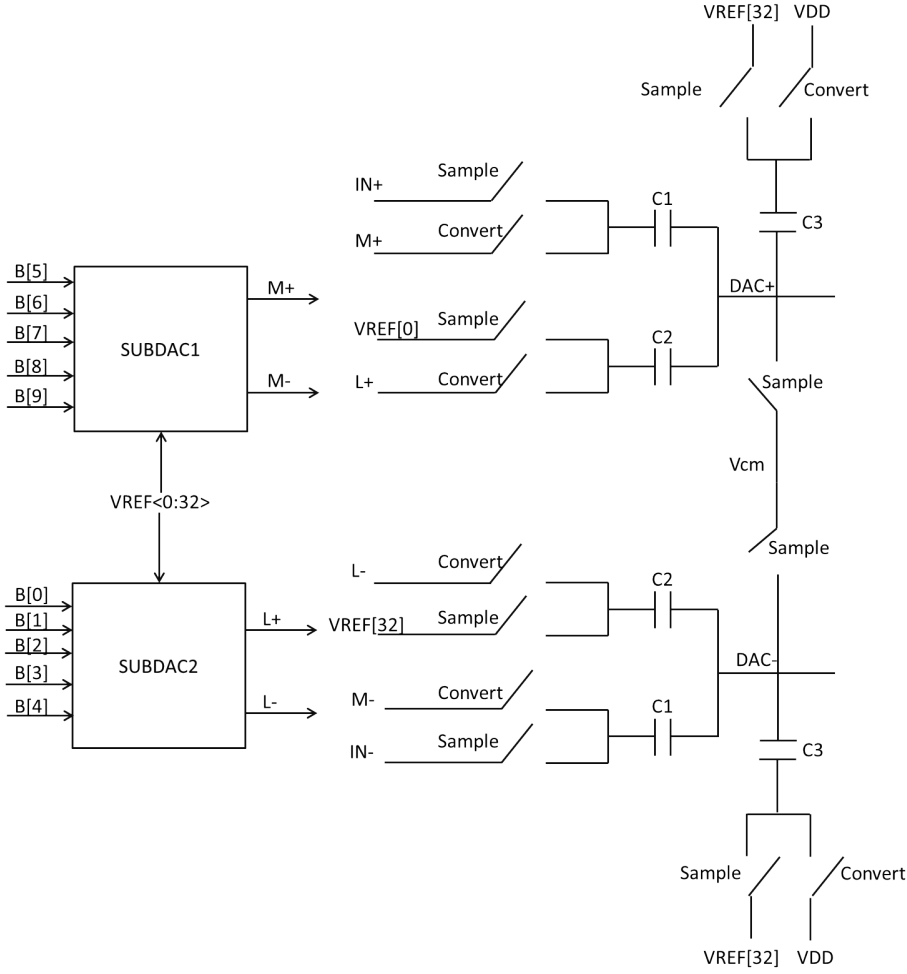 VREF[32] VDD
Sample
Convert
C3
IN+
Sample
M+
Convert
C1
VREF[0]
Sample
L+
Convert
C2
DAC+
B[5]
B[6]
B[7]
B[8]
B[9]
SUBDAC1
M+
M-
Sample
Vcm
Sample
VREF<0:32>
B[0]
B[1]
B[2]
B[3]
B[4]
SUBDAC2
L+
L-
L-
Convert
VREF[32]
Sample
C2
M-
Convert
IN-
Sample
C1
DAC-
C3
Sample
Convert
VREF[32] VDD